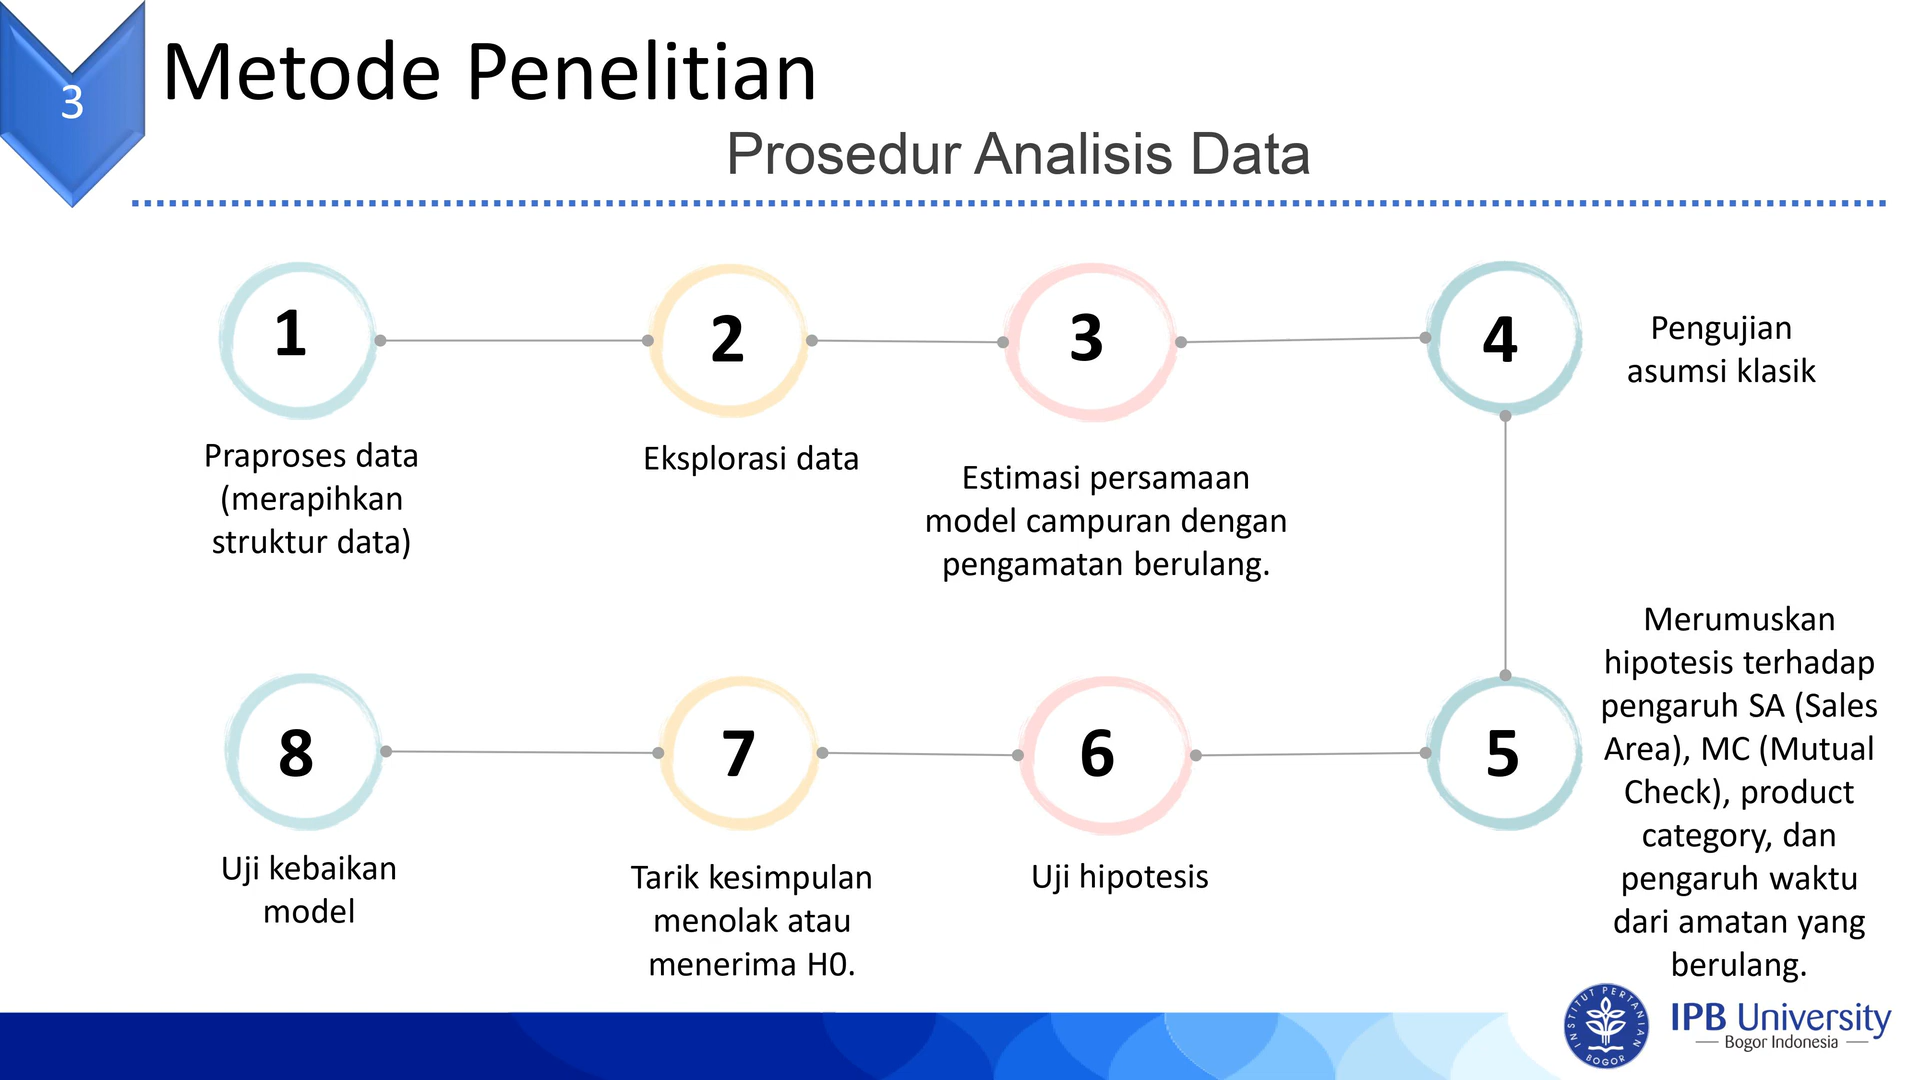 3
Metode Penelitian
Prosedur Analisis Data
1
Praproses data
(merapihkan
struktur data)
2
Eksplorasi data
3
Estimasi persamaan
model campuran dengan
pengamatan berulang.
4
Pengujian
asumsi klasik
5
Merumuskan
hipotesis terhadap
pengaruh SA (Sales
Area), MC (Mutual
Check), product
category, dan
pengaruh waktu
dari amatan yang
berulang.
6
Uji hipotesis
7
Tarik kesimpulan
menolak atau
menerima H0.
8
Uji kebaikan
model
INSTITUT PERTANIAN
BOGOR
IPB University
Bogor Indonesia